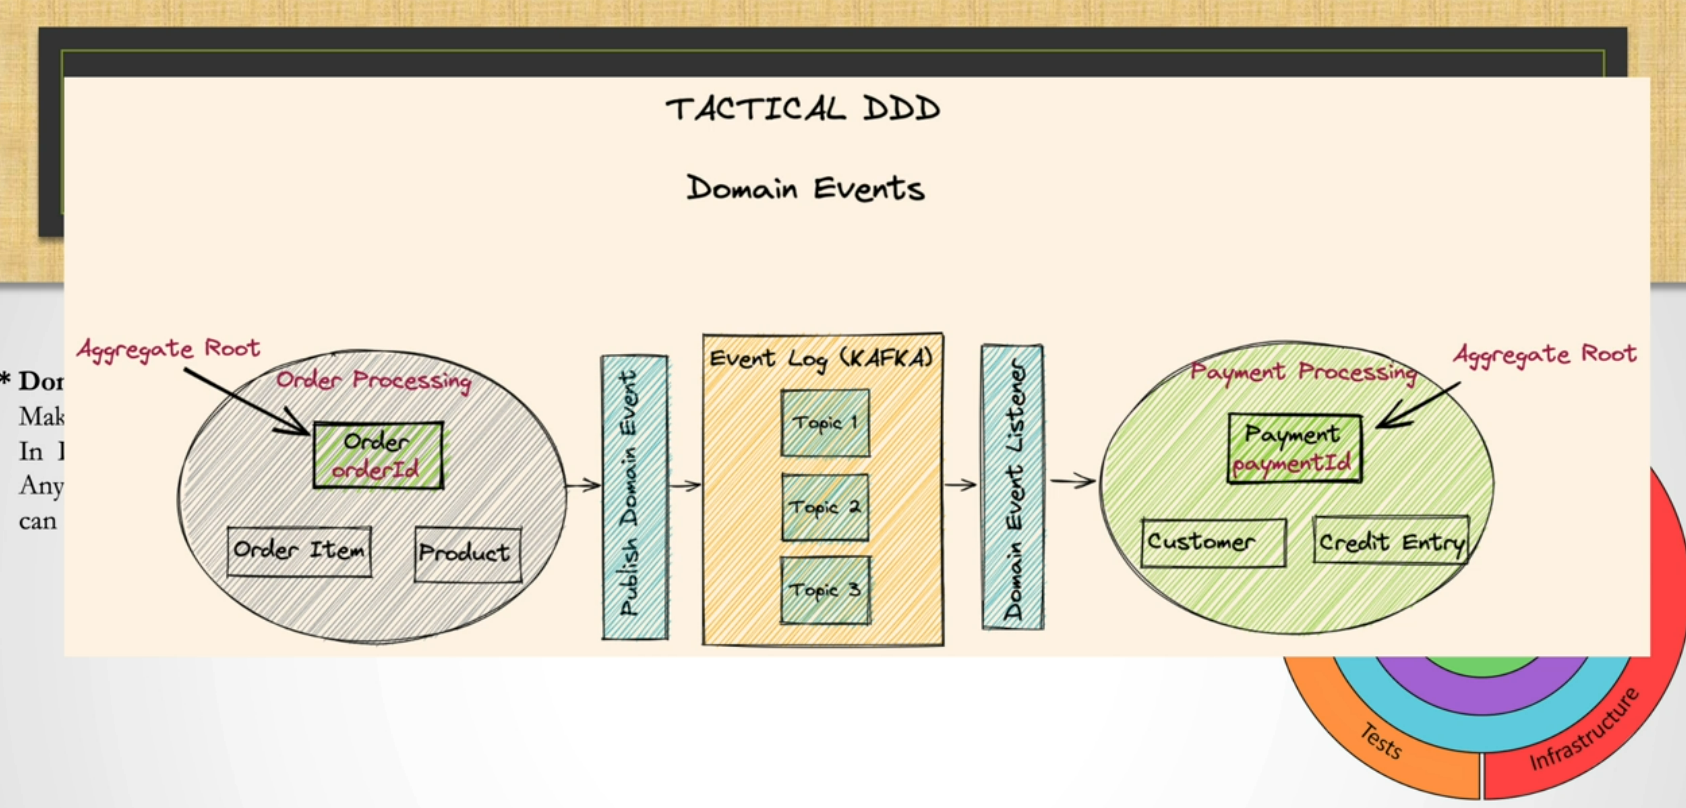 TACTICAL DDD
Domain Events
Aggregate Root
Order Processing
Order
orderId
Order Item
Product
Publish Domain Event
Event Log (KAFKA)
Topic 1
Topic 2
Topic 3
Domain Event Listener
Aggregate Root
Payment Processing
Payment
paymentId
Customer
Credit Entry
* Dor
Mak
In
Any
can
Tests
Infrastructure